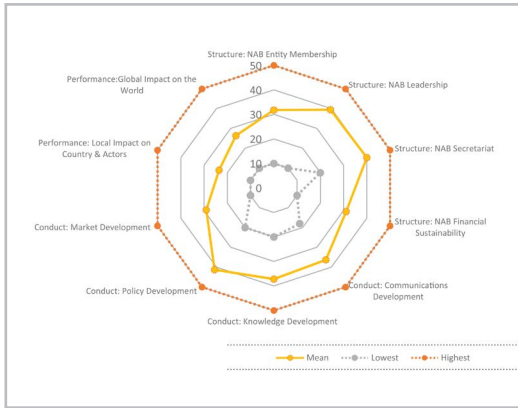 50
40
30
20
10
0
Structure: NAB Entity Membership
Structure: NAB Leadership
Structure: NAB Secretariat
Structure: NAB Financial
Sustainability
Conduct: Communications
Development
Conduct: Knowledge Development
Conduct: Policy Development
Conduct: Market Development
Performance: Local Impact on
Country & Actors
Performance:Global Impact on the
World
Mean
Lowest
Highest